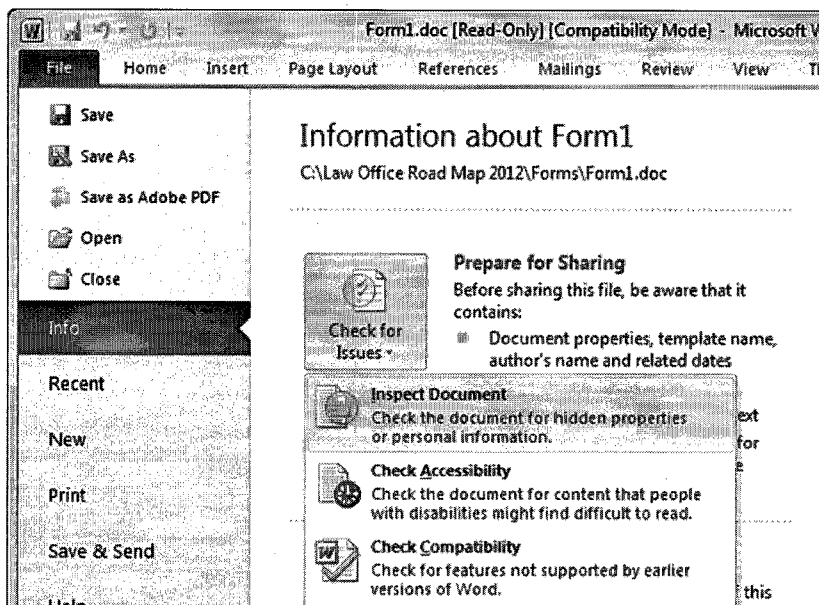 Form1.doc [Read-Only] [Compatibility Mode] - Microsoft W
File Home Insert Page Layout References Mailings Review View
Save
Save As
Save as Adobe PDF
Open
Close
Info
Recent
New
Print
Save & Send
Help
Information about Form1
C:\Law Office Road Map 2012\Forms\Form1.doc
Check for
Issues
Prepare for Sharing
Before sharing this file, be aware that it
contains:
Document properties, template name,
author's name and related dates
Inspect Document
Check the document for hidden properties
or personal information.
ext
for
Check Accessibility
Check the document for content that people
with disabilities might find difficult to read.
Check Compatibility
Check for features not supported by earlier
versions of Word.
this